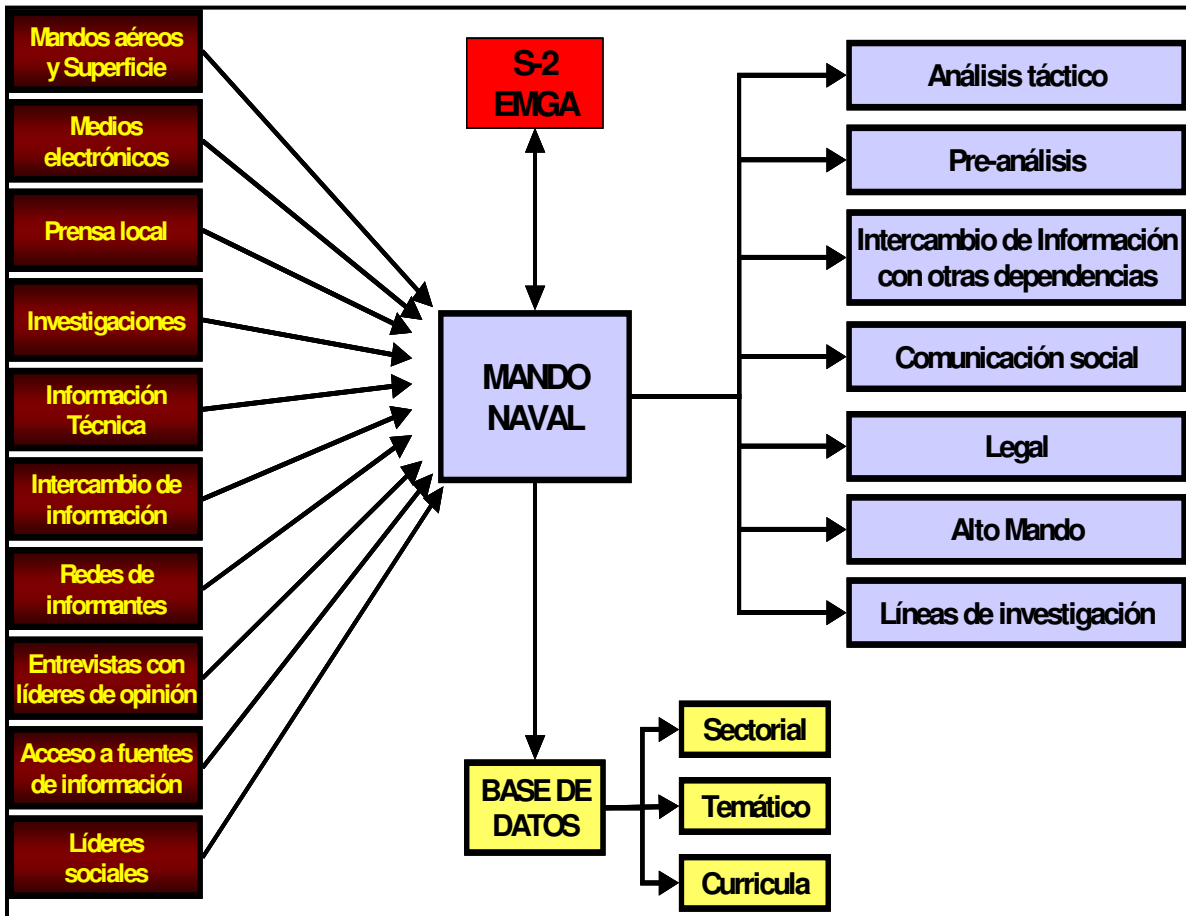 Mandos aéreos
y Superficie
Medios
electrónicos
Prensa local
Investigaciones
Información
Técnica
Intercambio de
información
Redes de
informantes
Entrevistas con
líderes de opinión
Acceso a fuentes
de información
Líderes
sociales
S-2
EMGA
MANDO
NAVAL
BASE DE
DATOS
Sectorial
Temático
Curricula
Análisis táctico
Pre-análisis
Intercambio de Información
con otras dependencias
Comunicación social
Legal
Alto Mando
Líneas de investigación